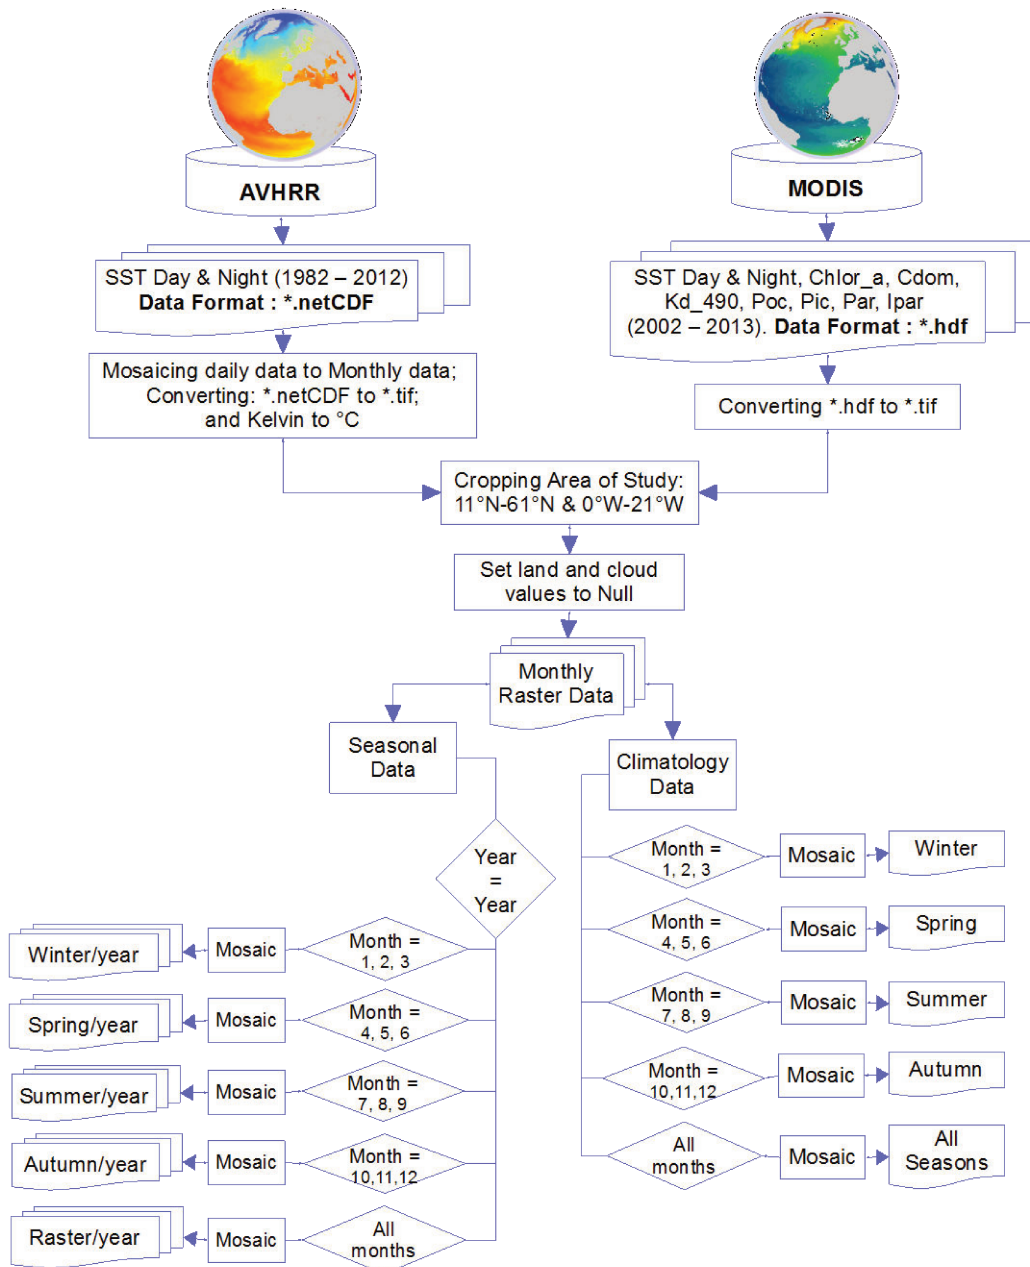 AVHRR
MODIS
SST Day & Night (1982 – 2012)
Data Format : *.netCDF
SST Day & Night, Chlor_a, Cdom,
Kd_490, Poc, Pic, Par, Ipar
(2002 – 2013). Data Format : *.hdf
Mosaicing daily data to Monthly data;
Converting: *.netCDF to *.tif;
and Kelvin to °C
Converting *.hdf to *.tif
Cropping Area of Study:
11°N-61°N & 0°W-21°W
Set land and cloud
values to Null
Monthly
Raster Data
Seasonal
Data
Climatology
Data
Year
=
Year
Month =
1, 2, 3
Mosaic
Winter
Month =
4, 5, 6
Mosaic
Spring
Month =
7, 8, 9
Mosaic
Summer
Month =
10,11,12
Mosaic
Autumn
All
months
Mosaic
All
Seasons
Winter/year
Mosaic
Month =
1, 2, 3
Spring/year
Mosaic
Month =
4, 5, 6
Summer/year
Mosaic
Month =
7, 8, 9
Autumn/year
Mosaic
Month =
10,11,12
Raster/year
Mosaic
All
months